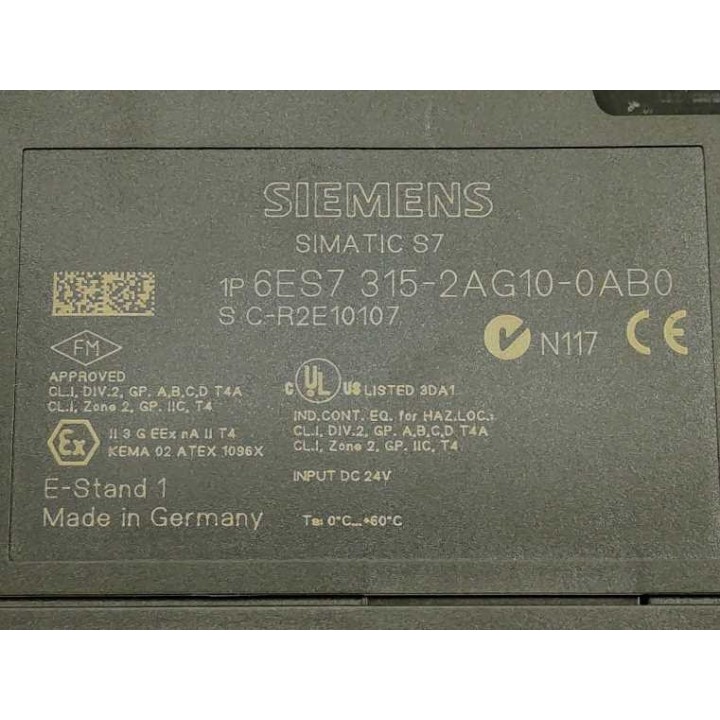 SIEMENS
SIMATIC S7
1P 6ES7 315-2AG10-0AB0
S C-R2E10107
N117 CE
FM
APPROVED
CL.I, DIV.2, GP. A,B,C,D T4A
CL.I, Zone 2, GP. IIC, T4
Ex II 3 G EEx nA II T4
KEMA 02 ATEX 1096X
E-Stand 1
Made in Germany
C UL US LISTED 3DA1
IND.CONT. EQ. for HAZ.LOC.:
CL.I, DIV.2, GP. A,B,C,D T4A
CL.I, Zone 2, GP. IIC, T4
INPUT DC 24V
Ta: 0°C...+60°C